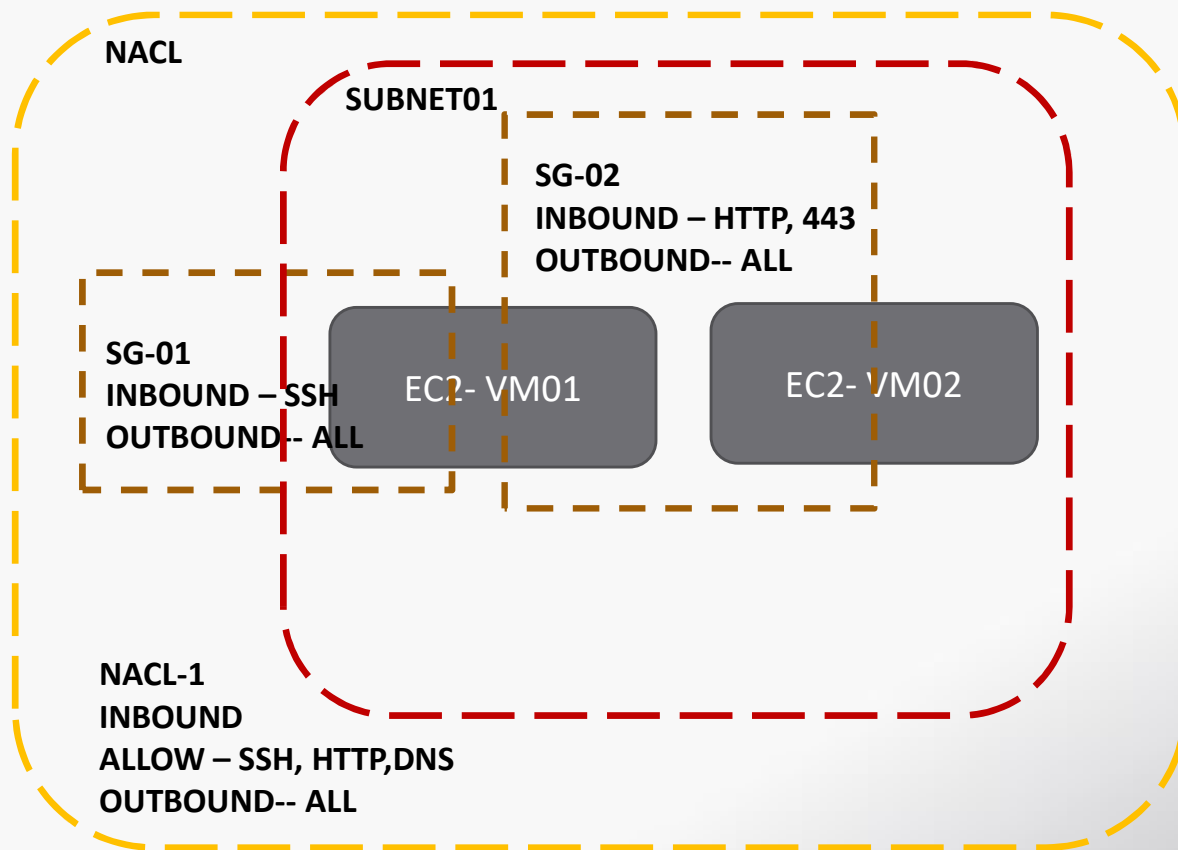 NACL
SUBNET01
SG-02
INBOUND – HTTP, 443
OUTBOUND-- ALL
SG-01
INBOUND – SSH
OUTBOUND-- ALL
EC2- VM01
EC2- VM02
NACL-1
INBOUND
ALLOW – SSH, HTTP,DNS
OUTBOUND-- ALL